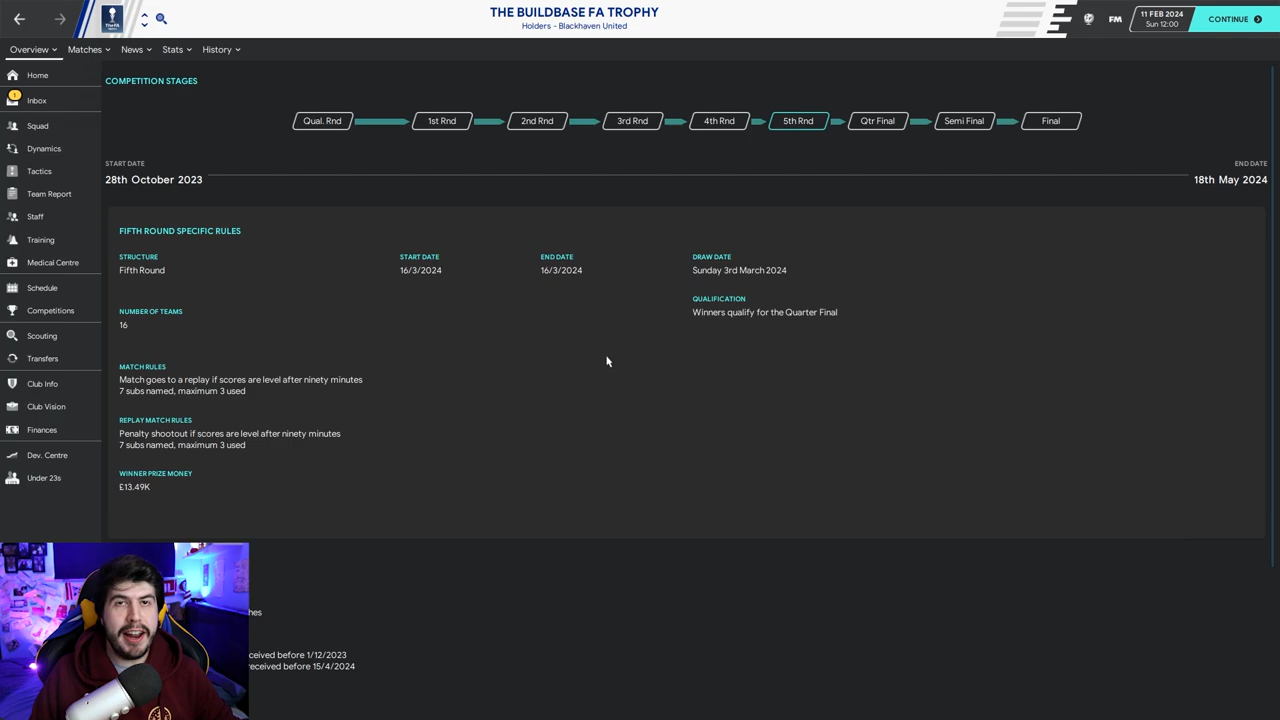 THE BUILDBASE FA TROPHY
Holders - Blackhaven United
11 FEB 2024
Sun 12:00
CONTINUE
FM
The FA
Overview
Matches
News
Stats
History
Home
1
Inbox
Squad
Dynamics
Tactics
Team Report
Staff
Training
Medical Centre
Schedule
Competitions
Scouting
Transfers
Club Info
Club Vision
Finances
Dev. Centre
Under 23s
COMPETITION STAGES
Qual. Rnd
1st Rnd
2nd Rnd
3rd Rnd
4th Rnd
5th Rnd
Qtr Final
Semi Final
Final
START DATE
28th October 2023
END DATE
18th May 2024
FIFTH ROUND SPECIFIC RULES
STRUCTURE
Fifth Round
START DATE
16/3/2024
END DATE
16/3/2024
DRAW DATE
Sunday 3rd March 2024
QUALIFICATION
Winners qualify for the Quarter Final
NUMBER OF TEAMS
16
MATCH RULES
Match goes to a replay if scores are level after ninety minutes
7 subs named, maximum 3 used
REPLAY MATCH RULES
Penalty shootout if scores are level after ninety minutes
7 subs named, maximum 3 used
WINNER PRIZE MONEY
£13.49K
hes
ceived before 1/12/2023
received before 15/4/2024